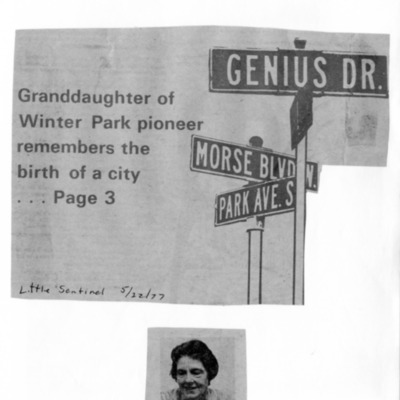 GENIUS DR.
Granddaughter of
Winter Park pioneer
remembers the
birth of a city
. . . Page 3
MORSE BLVD N.
PARK AVE. S
Little Sentinel 5/22/77